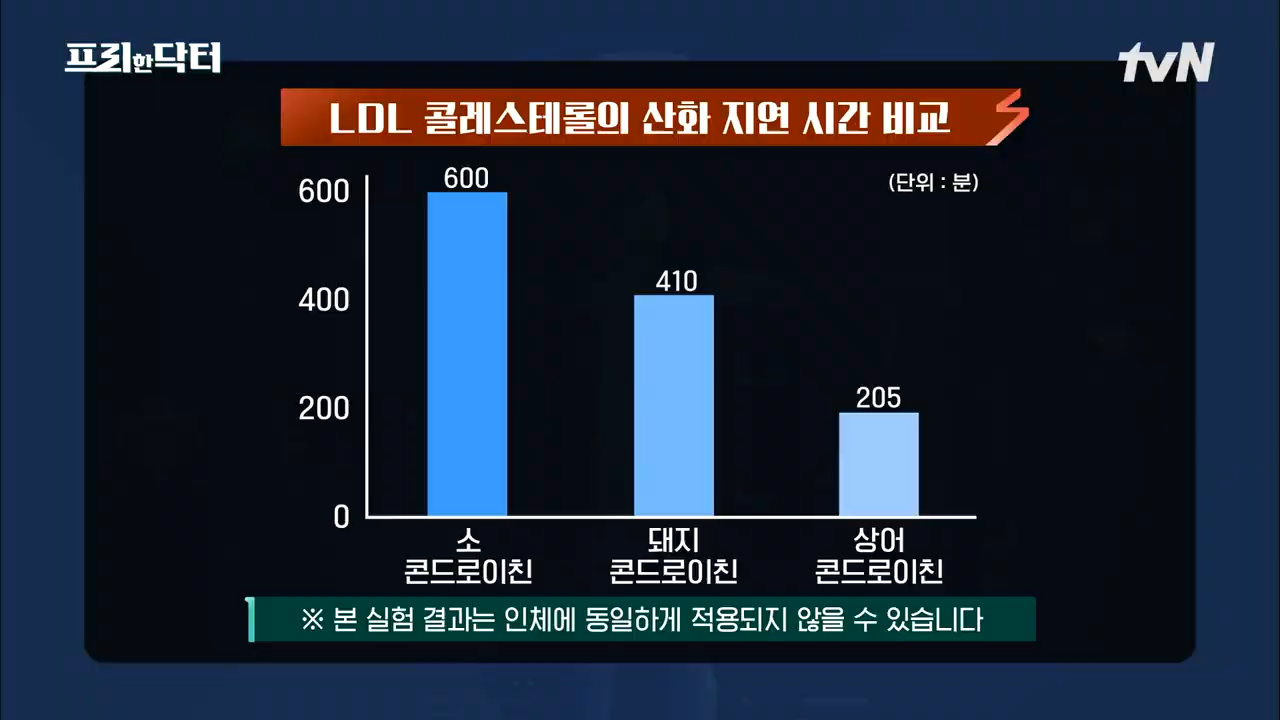 프리한닥터
tvN
LDL 콜레스테롤의 산화 지연 시간 비교
(단위 : 분)
600
400
200
0
600
410
205
소
콘드로이친
돼지
콘드로이친
상어
콘드로이친
※ 본 실험 결과는 인체에 동일하게 적용되지 않을 수 있습니다